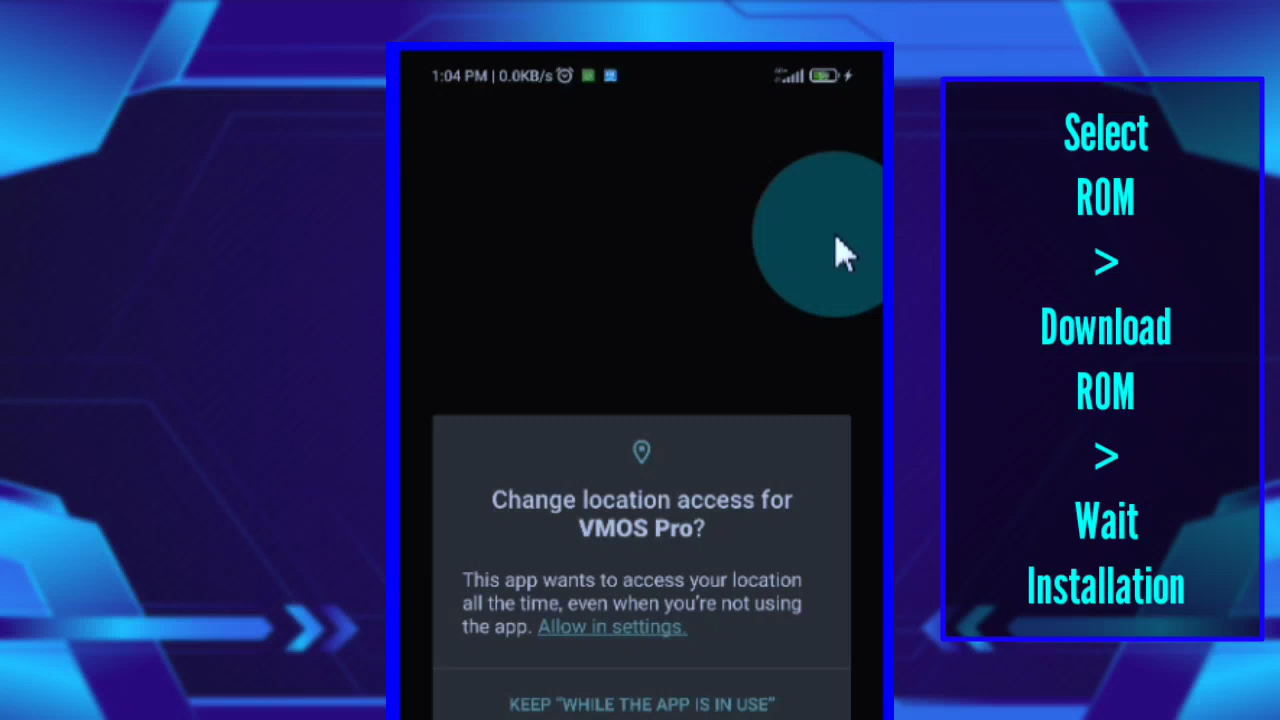 1:04 PM | 0.0KB/s
Change location access for
VMOS Pro?
This app wants to access your location
all the time, even when you're not using
the app. Allow in settings.
KEEP “WHILE THE APP IS IN USE”
Select
ROM
>
Download
ROM
>
Wait
Installation